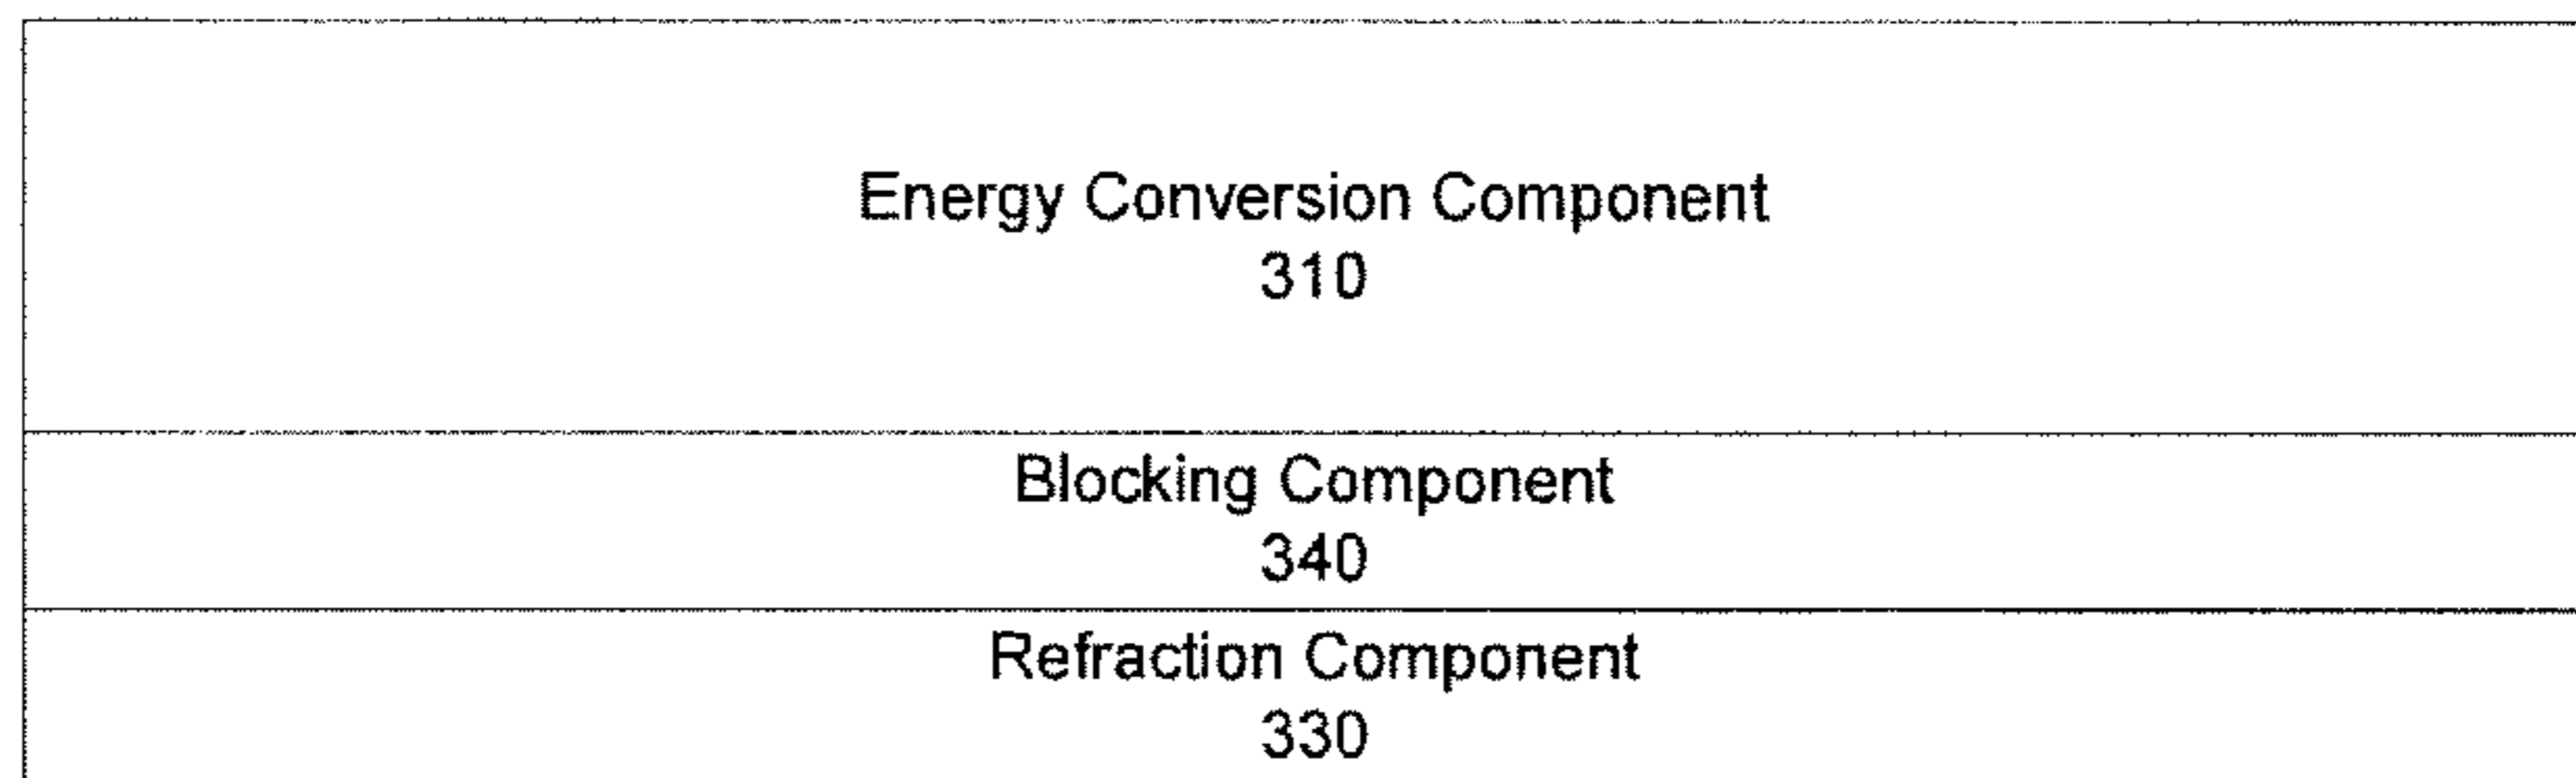 Energy Conversion Component
310
Blocking Component
340
Refraction Component
330